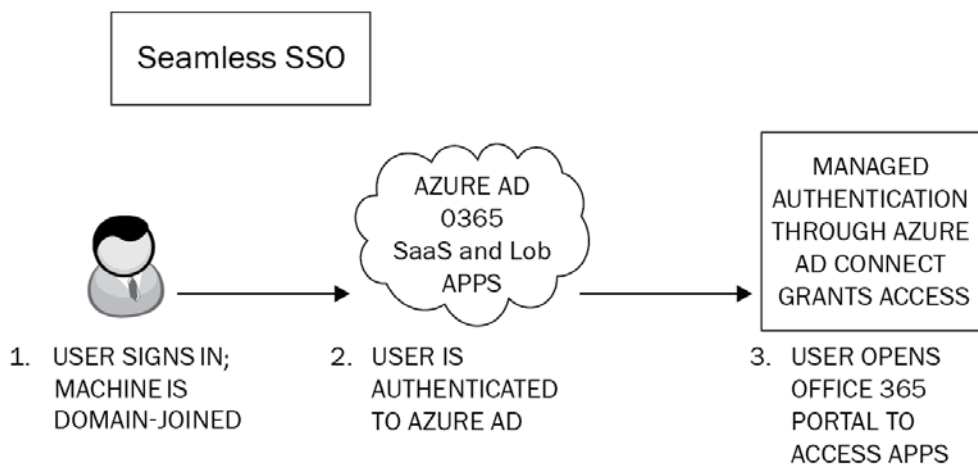 Seamless SSO
AZURE AD
0365
SaaS and Lob
APPS
MANAGED
AUTHENTICATION
THROUGH AZURE
AD CONNECT
GRANTS ACCESS
1. USER SIGNS IN;
MACHINE IS
DOMAIN-JOINED
2. USER IS
AUTHENTICATED
TO AZURE AD
3. USER OPENS
OFFICE 365
PORTAL TO
ACCESS APPS